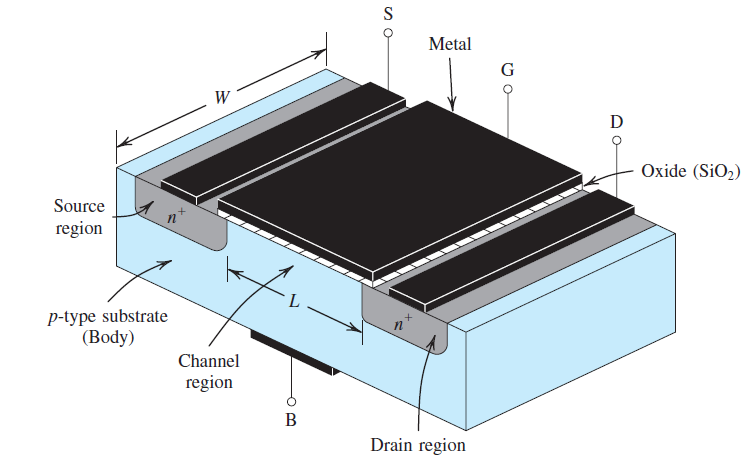 S
Metal
G
W
D
Oxide (SiO₂)
Source
region
n⁺
L
p-type substrate
(Body)
n⁺
Channel
region
B
Drain region